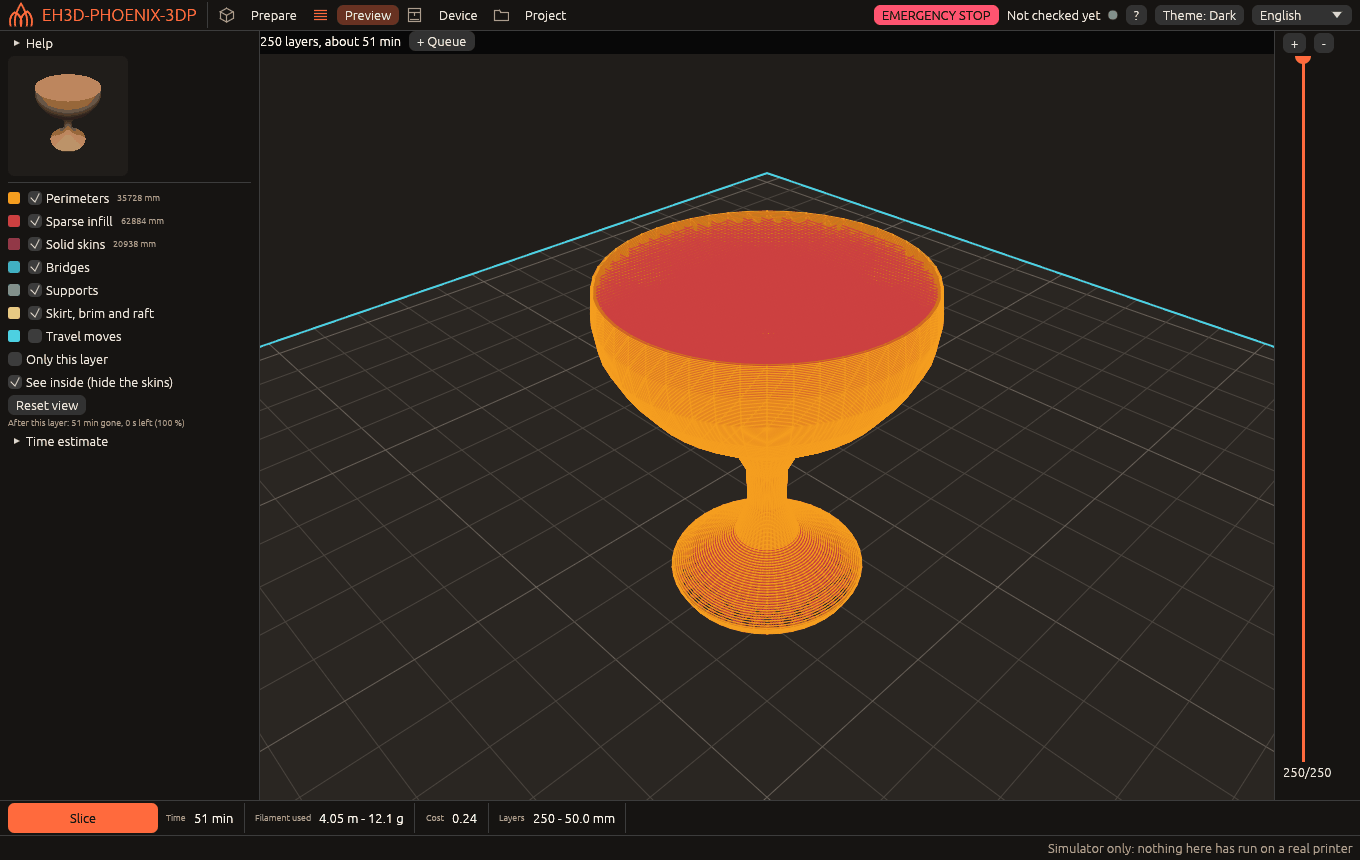 EH3D-PHOENIX-3DP Prepare Preview Device Project EMERGENCY STOP Not checked yet ? Theme: Dark English
Help
250 layers, about 51 min + Queue
+ -
Perimeters 35728 mm
Sparse infill 62884 mm
Solid skins 20938 mm
Bridges
Supports
Skirt, brim and raft
Travel moves
Only this layer
See inside (hide the skins)
Reset view
After this layer: 51 min gone, 0 s left (100 %)
Time estimate
250/250
Slice Time 51 min Filament used 4.05 m - 12.1 g Cost 0.24 Layers 250 - 50.0 mm
Simulator only: nothing here has run on a real printer